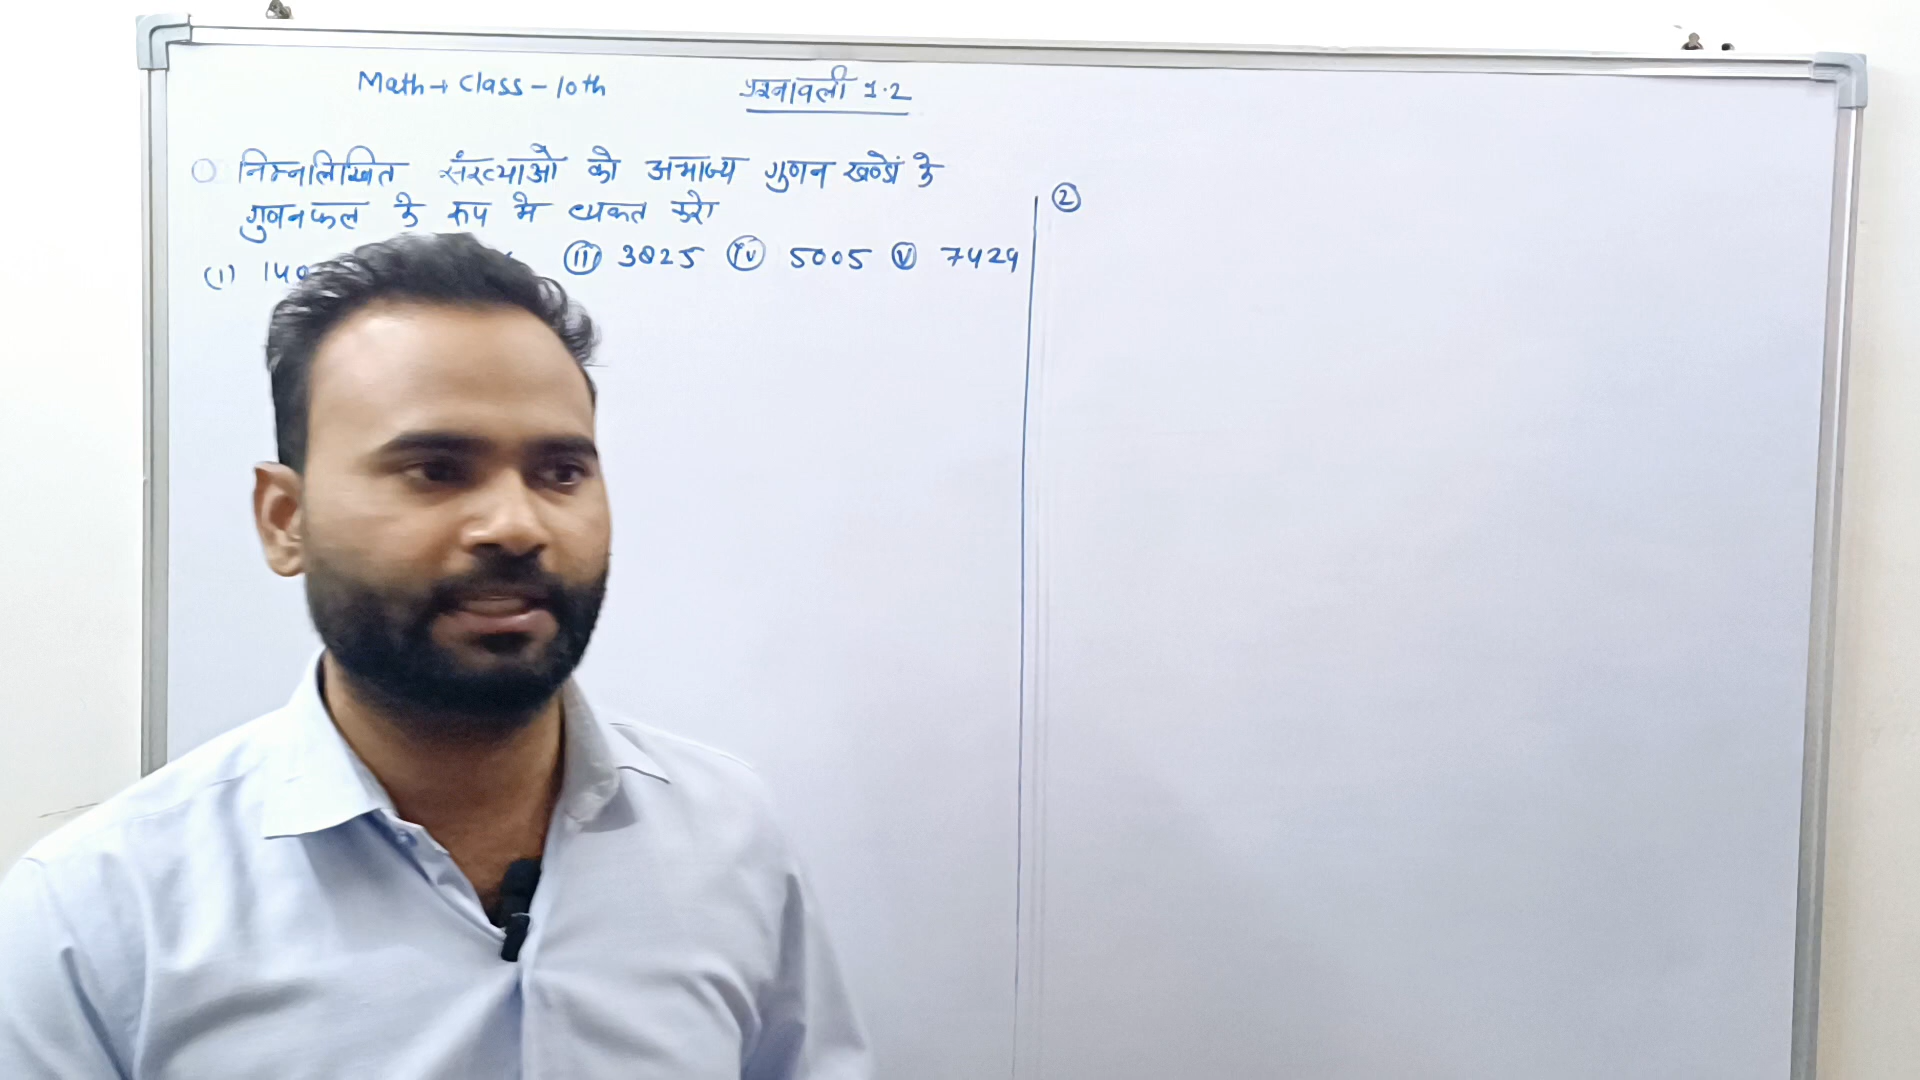 Math → Class - 10th प्रश्नावली 1.2
① निम्नलिखित संख्याओ को अभाज्य गुणन खण्डों के
गुणनफल के रूप मे व्यक्त करो
(i) 140 (iii) 3825 (iv) 5005 (v) 7429
②